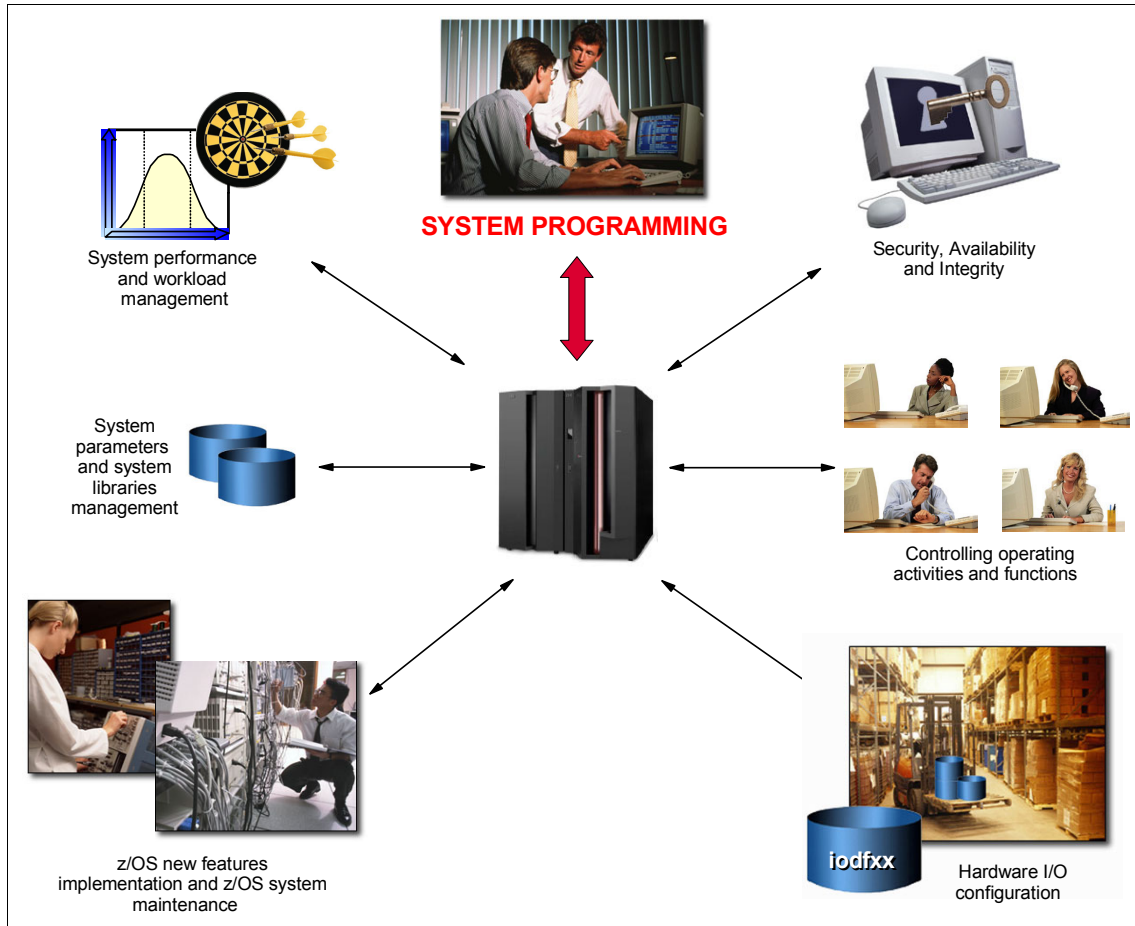 SYSTEM PROGRAMMING
System performance
and workload
management
Security, Availability
and Integrity
System
parameters
and system
libraries
management
Controlling operating
activities and functions
z/OS new features
implementation and z/OS system
maintenance
iodfxx
Hardware I/O
configuration